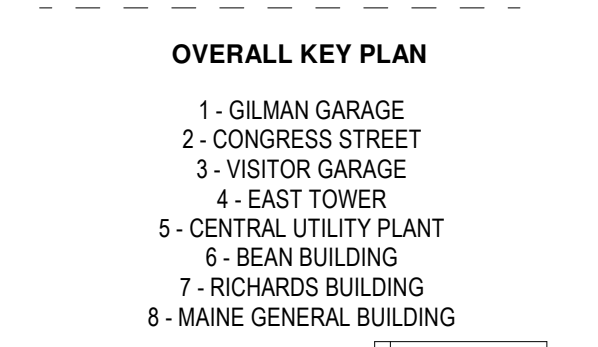 OVERALL KEY PLAN
1 - GILMAN GARAGE
2 - CONGRESS STREET
3 - VISITOR GARAGE
4 - EAST TOWER
5 - CENTRAL UTILITY PLANT
6 - BEAN BUILDING
7 - RICHARDS BUILDING
8 - MAINE GENERAL BUILDING